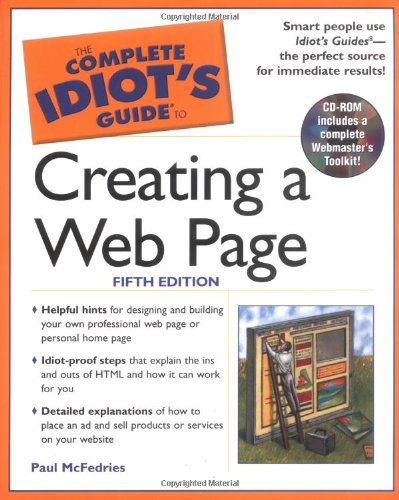 Copyrighted Material
Smart people use
Idiot's Guides®—
the perfect source
for immediate results!
THE
COMPLETE
IDIOT'S
GUIDE® TO
CD-ROM
includes a
complete
Webmaster's
Toolkit!
Creating a
Web Page
FIFTH EDITION
♦ Helpful hints for designing and building
your own professional web page or
personal home page
♦ Idiot-proof steps that explain the ins
and outs of HTML and how it can work
for you
♦ Detailed explanations of how to
place an ad and sell products or services
on your website
Paul McFedries
Copyrighted Material